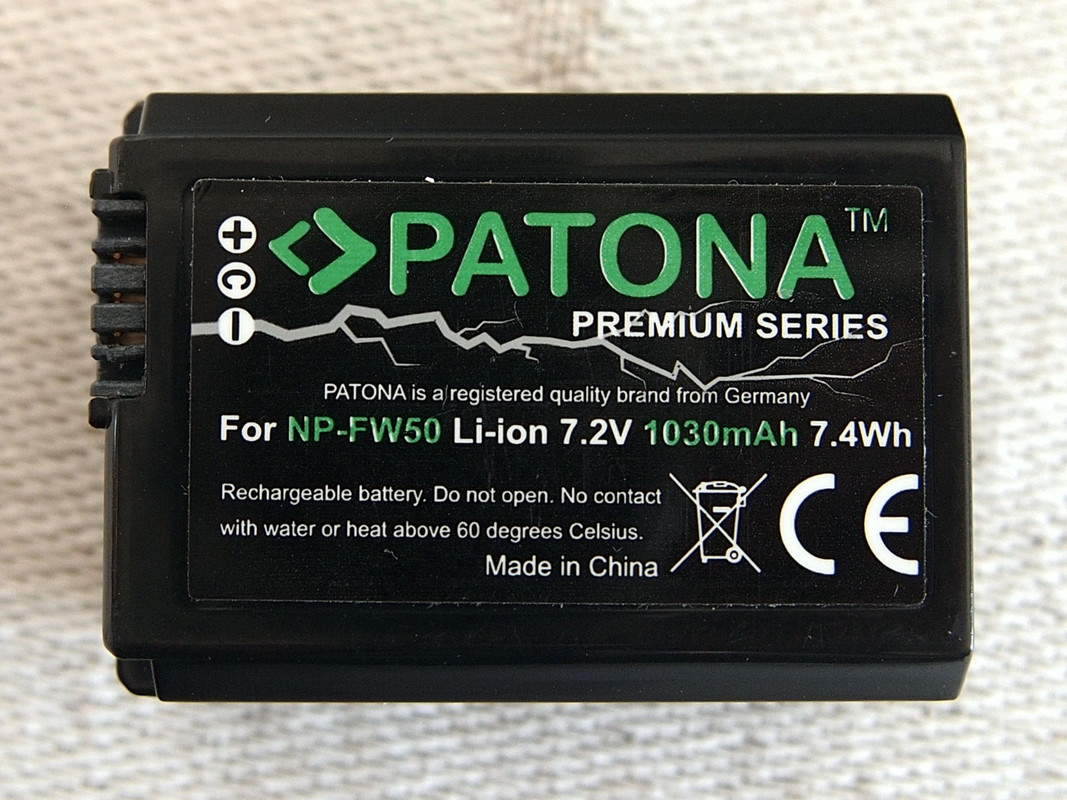 PATONA™
PREMIUM SERIES
PATONA is a registered quality brand from Germany
For NP-FW50 Li-ion 7.2V 1030mAh 7.4Wh
Rechargeable battery. Do not open. No contact
with water or heat above 60 degrees Celsius.
Made in China
+
C
-
CE